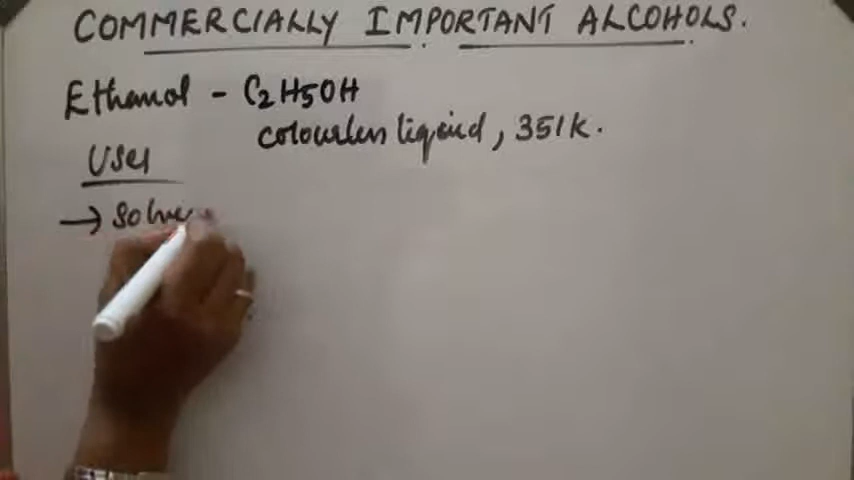 COMMERCIALLY IMPORTANT ALCOHOLS.
Ethanol - C2H5OH
colourless liquid, 351k.
Uses
→ solve